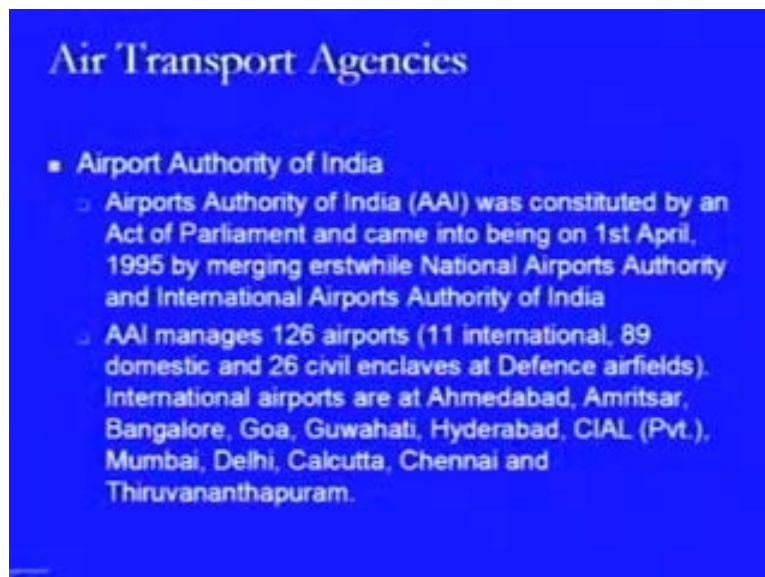 Air Transport Agencies
Airport Authority of India
Airports Authority of India (AAI) was constituted by an
Act of Parliament and came into being on 1st April,
1995 by merging erstwhile National Airports Authority
and International Airports Authority of India
AAI manages 126 airports (11 international, 89
domestic and 26 civil enclaves at Defence airfields).
International airports are at Ahmedabad, Amritsar,
Bangalore, Goa, Guwahati, Hyderabad, CIAL (Pvt.),
Mumbai, Delhi, Calcutta, Chennai and
Thiruvananthapuram.